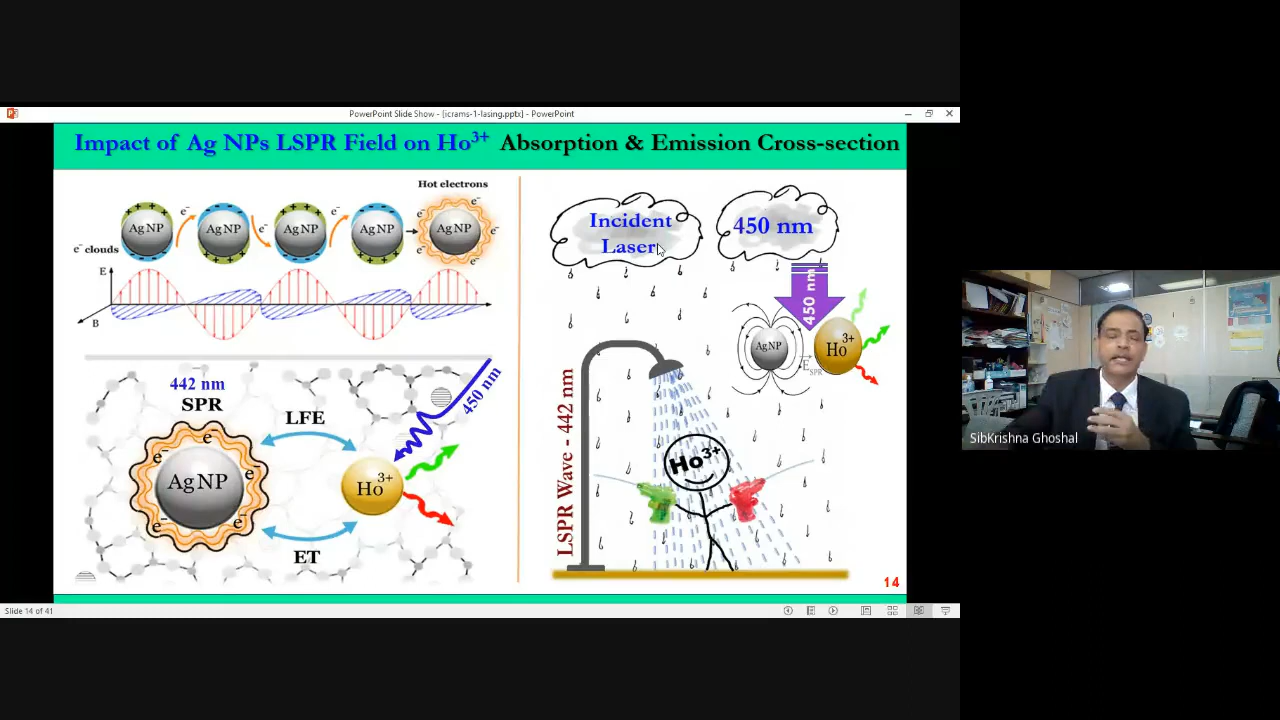 PowerPoint Slide Show - [icrams-1-lasing.pptx] - PowerPoint
Impact of Ag NPs LSPR Field on Ho3+ Absorption & Emission Cross-section
Hot electrons
e- e- e- e-
Ag NP Ag NP Ag NP Ag NP Ag NP
e- clouds
E
B
442 nm
SPR
LFE
450 nm
e- e- e- e- e-
Ag NP
Ho3+
ET
Incident
Laser
450 nm
450 nm
Ag NP
Ho3+
ESPR
LSPR Wave - 442 nm
Ho3+
14
Slide 14 of 41
SibKrishna Ghoshal